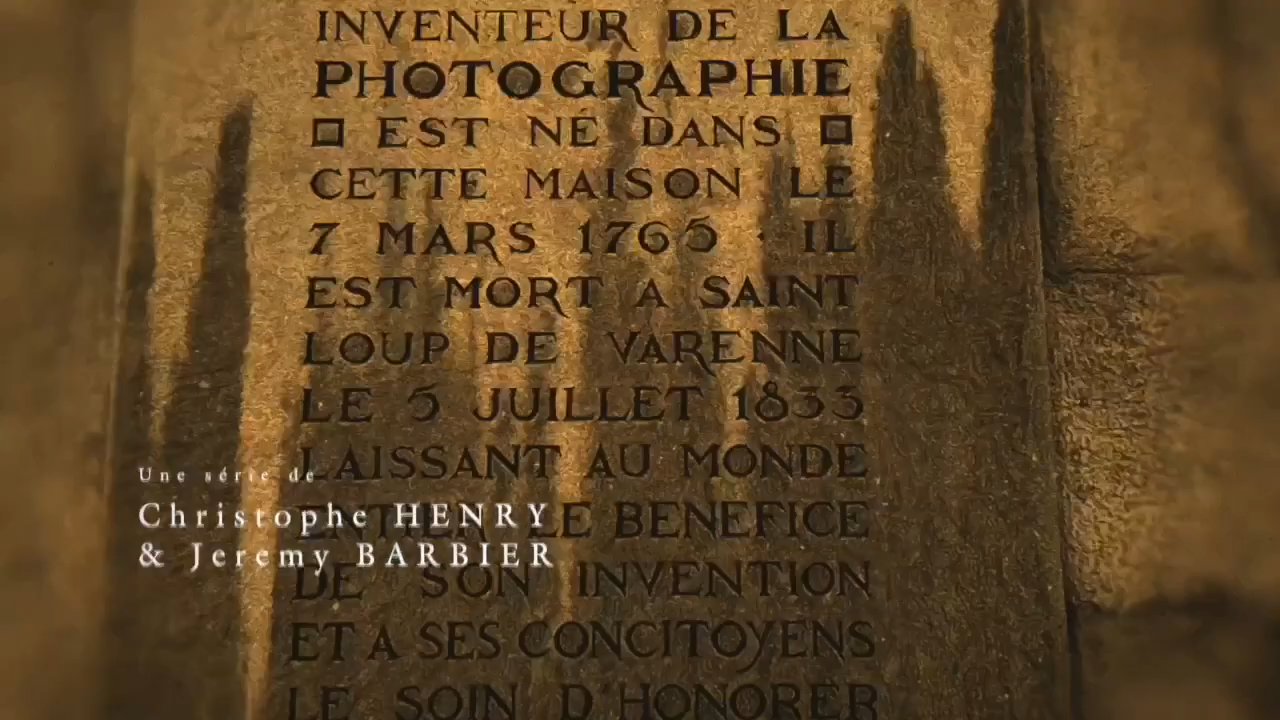 INVENTEUR DE LA
PHOTOGRAPHIE
EST NÉ DANS
CETTE MAISON LE
7 MARS 1765 · IL
EST MORT A SAINT
LOUP DE VARENNE
LE 5 JUILLET 1833
LAISSANT AU MONDE
ENTIER LE BENEFICE
DE SON INVENTION
ET A SES CONCITOYENS
LE SOIN D'HONORER
Une série de
Christophe HENRY
& Jeremy BARBIER